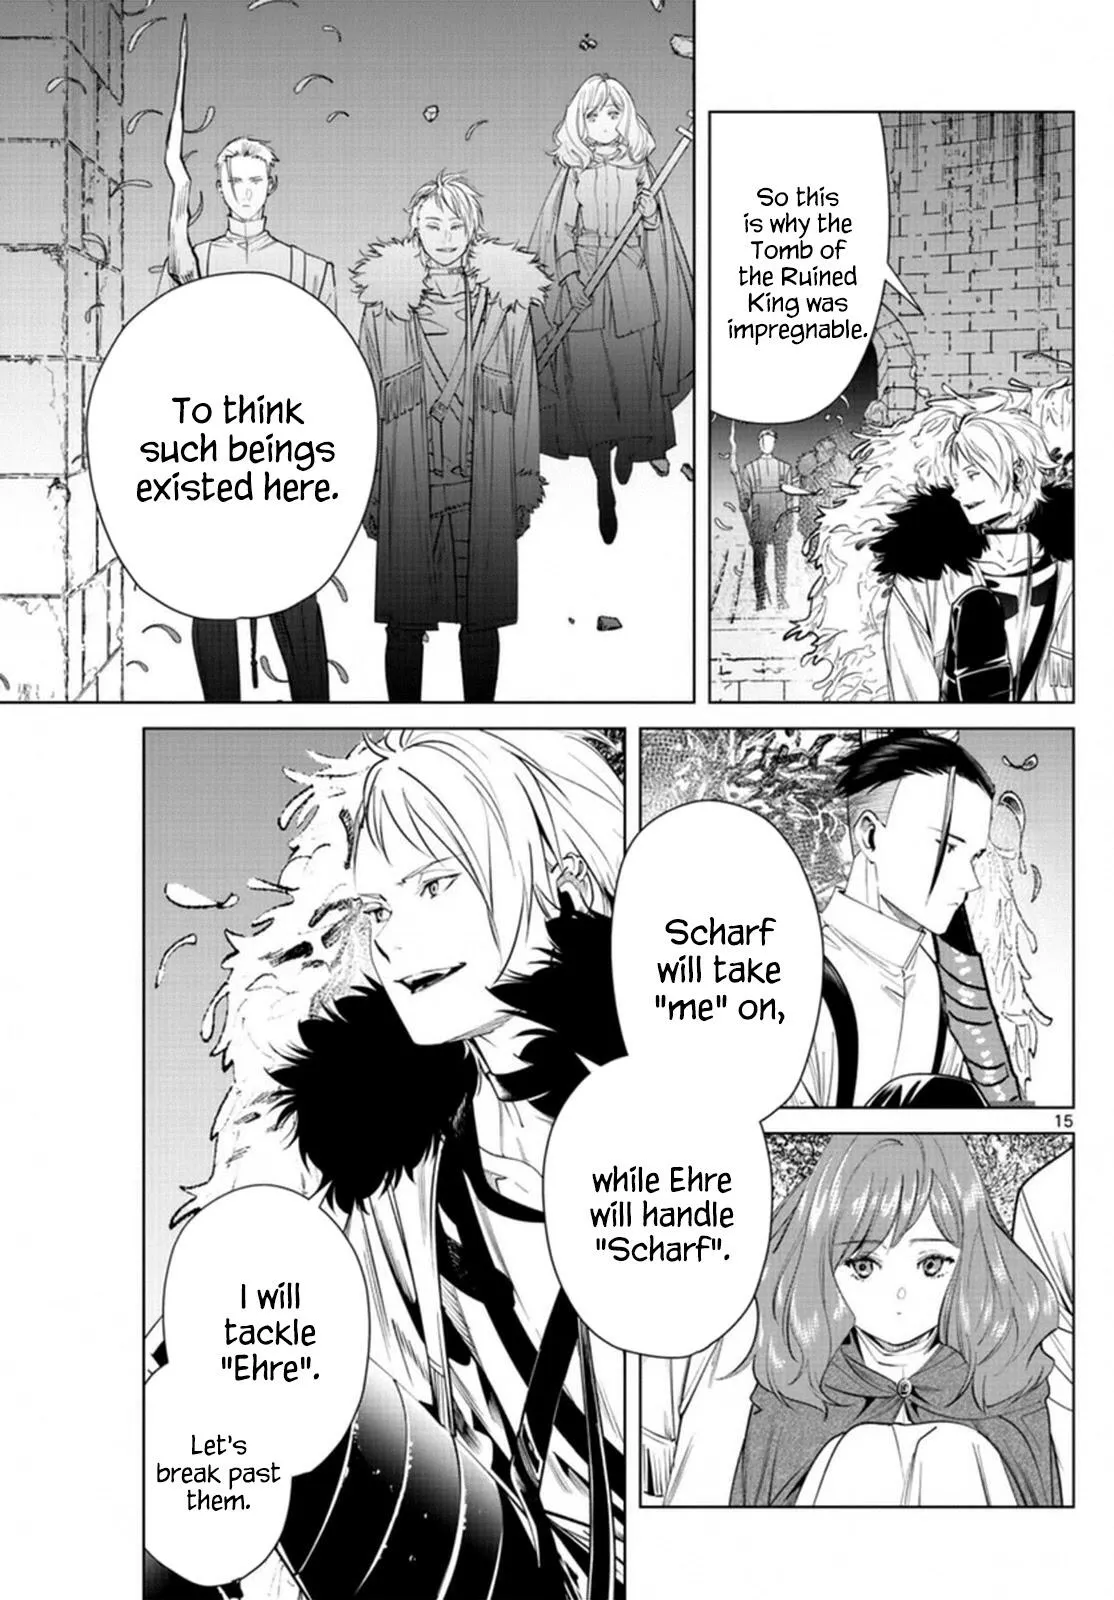 So this
is why the
Tomb of
the Ruined
King was
impregnable.
To think
such beings
existed here.
Scharf
will take
"me" on,
while Ehre
will handle
"Scharf".
I will
tackle
"Ehre".
Let's
break past
them.
15